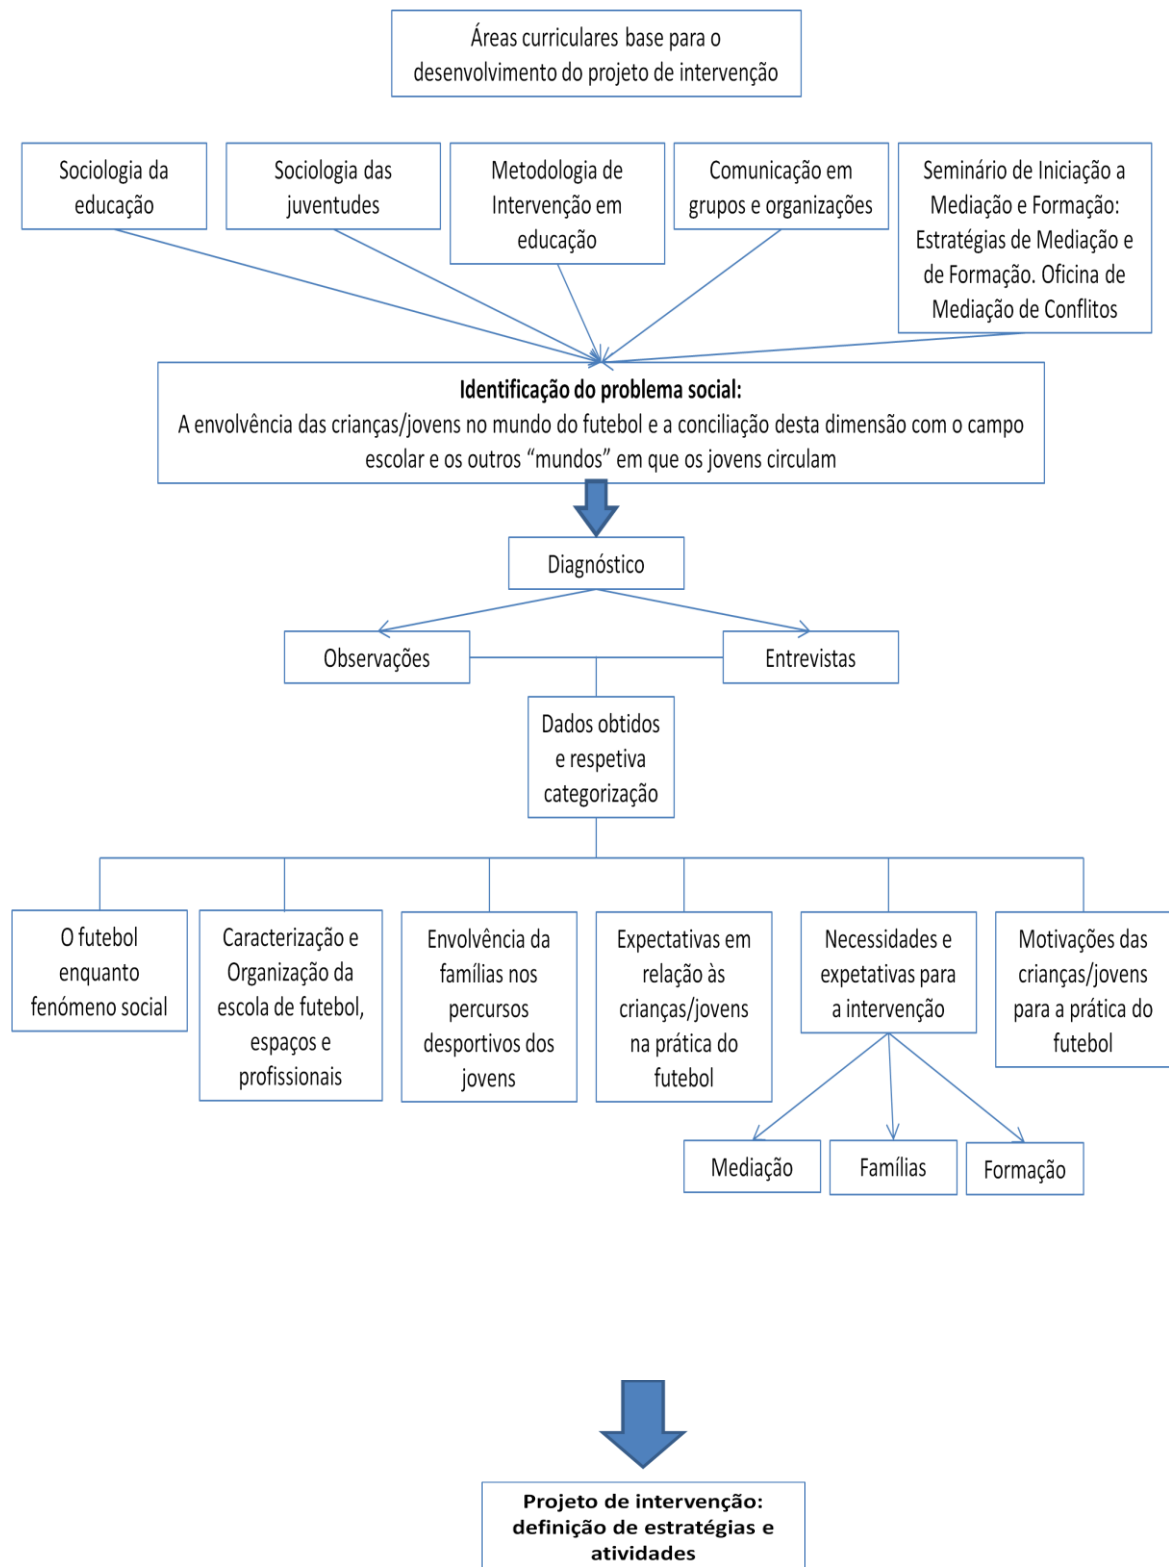 Áreas curriculares base para o
desenvolvimento do projeto de intervenção
Sociologia da
educação
Sociologia das
juventudes
Metodologia de
Intervenção em
educação
Comunicação em
grupos e organizações
Seminário de Iniciação a
Mediação e Formação:
Estratégias de Mediação e
de Formação. Oficina de
Mediação de Conflitos
Identificação do problema social:
A envolvência das crianças/jovens no mundo do futebol e a conciliação desta dimensão com o campo
escolar e os outros “mundos” em que os jovens circulam
Diagnóstico
Observações
Entrevistas
Dados obtidos
e respetiva
categorização
O futebol
enquanto
fenómeno social
Caracterização e
Organização da
escola de futebol,
espaços e
profissionais
Envolvência da
famílias nos
percursos
desportivos dos
jovens
Expectativas em
relação às
crianças/jovens
na prática do
futebol
Necessidades e
expetativas para
a intervenção
Motivações das
crianças/jovens
para a prática do
futebol
Mediação
Famílias
Formação
Projeto de intervenção:
definição de estratégias e
atividades